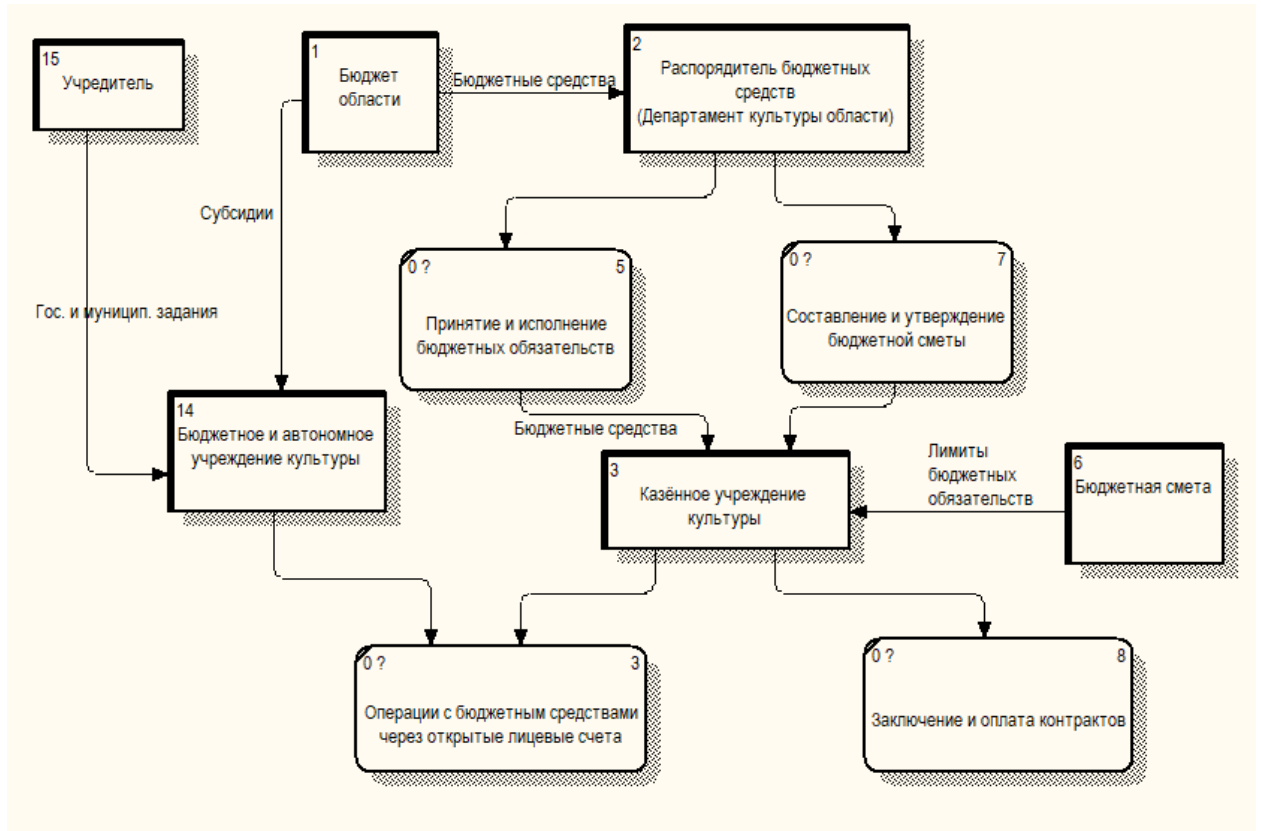 15
Учредитель
1
Бюджет
области
Бюджетные средства
2
Распорядитель бюджетных
средств
(Департамент культуры области)
Субсидии
Гос. и муницип. задания
0 ?
5
Принятие и исполнение
бюджетных обязательств
0 ?
7
Составление и утверждение
бюджетной сметы
14
Бюджетное и автономное
учреждение культуры
Бюджетные средства
3
Казённое учреждение
культуры
Лимиты
бюджетных
обязательств
6
Бюджетная смета
0 ?
3
Операции с бюджетным средствами
через открытые лицевые счета
0 ?
8
Заключение и оплата контрактов